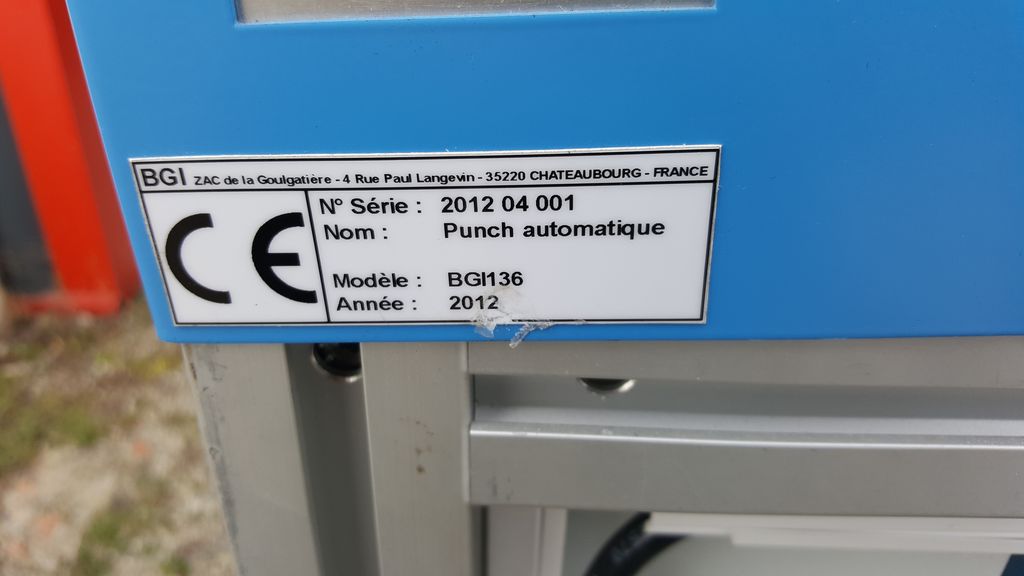 BGI ZAC de la Goulgatière - 4 Rue Paul Langevin - 35220 CHATEAUBOURG - FRANCE
CE
N° Série : 2012 04 001
Nom : Punch automatique
Modèle : BGI136
Année : 2012